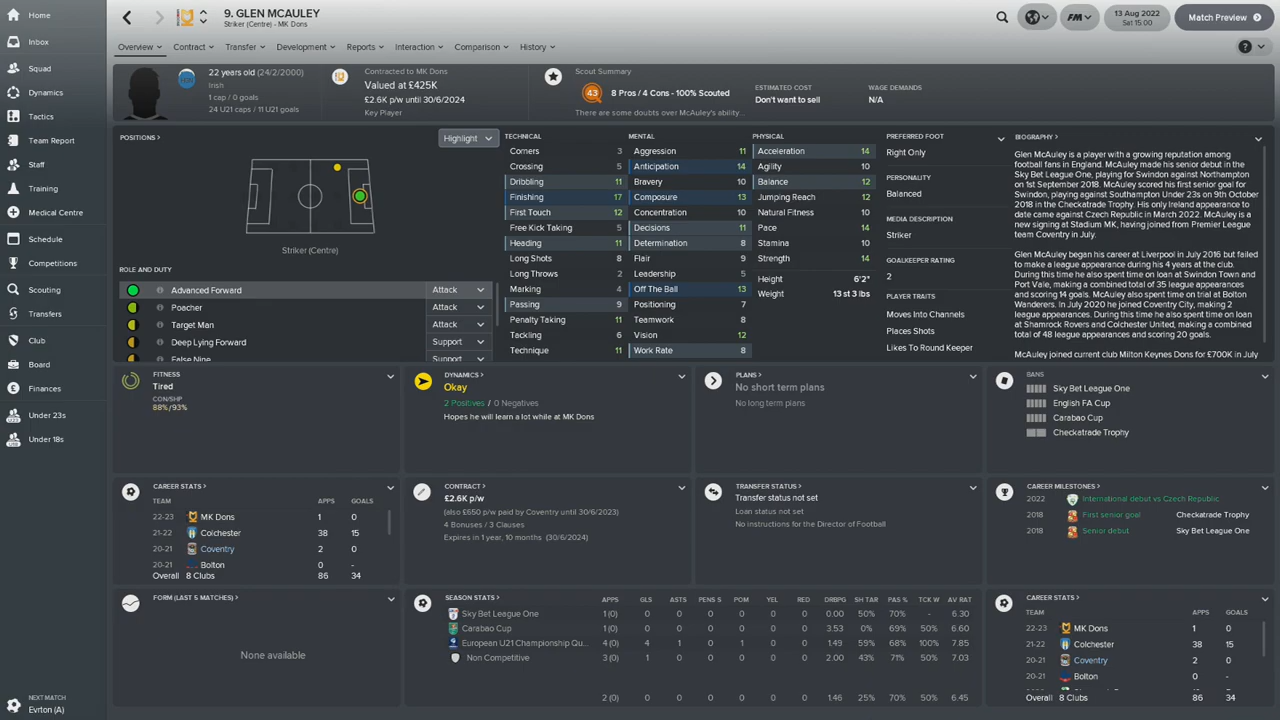 Home
Inbox
Squad
Dynamics
Tactics
Team Report
Staff
Training
Medical Centre
Schedule
Competitions
Scouting
Transfers
Club
Board
Finances
Under 23s
Under 18s
NEXT MATCH
Evrton (A)
9. GLEN MCAULEY
Striker (Centre) - MK Dons
FM
13 Aug 2022
Sat 15:00
Match Preview
Overview Contract Transfer Development Reports Interaction Comparison History
?
22 years old (24/2/2000)
Irish
1 cap / 0 goals
24 U21 caps / 11 U21 goals
Contracted to MK Dons
Valued at £425K
£2.6K p/w until 30/6/2024
Key Player
Scout Summary
43 8 Pros / 4 Cons - 100% Scouted
There are some doubts over McAuley's ability...
ESTIMATED COST
Don't want to sell
WAGE DEMANDS
N/A
POSITIONS >
Highlight
Striker (Centre)
ROLE AND DUTY
Advanced Forward Attack
Poacher Attack
Target Man Attack
Deep Lying Forward Support
False Nine Support
TECHNICAL
Corners 3
Crossing 5
Dribbling 11
Finishing 17
First Touch 12
Free Kick Taking 5
Heading 11
Long Shots 8
Long Throws 2
Marking 4
Passing 9
Penalty Taking 11
Tackling 6
Technique 11
MENTAL
Aggression 11
Anticipation 14
Bravery 10
Composure 13
Concentration 10
Decisions 11
Determination 8
Flair 9
Leadership 5
Off The Ball 13
Positioning 7
Teamwork 8
Vision 12
Work Rate 8
PHYSICAL
Acceleration 14
Agility 10
Balance 12
Jumping Reach 12
Natural Fitness 10
Pace 14
Stamina 10
Strength 14
Height 6'2"
Weight 13 st 3 lbs
PREFERRED FOOT
Right Only
PERSONALITY
Balanced
MEDIA DESCRIPTION
Striker
GOALKEEPER RATING
2
PLAYER TRAITS
Moves Into Channels
Places Shots
Likes To Round Keeper
BIOGRAPHY >
Glen McAuley is a player with a growing reputation among
football fans in England. McAuley made his senior debut in
Sky Bet League One, playing for Swindon against Northampton
on 1st September 2018. McAuley scored his first senior goal for
Swindon, playing against Southampton Under 23s on 9th October
2018 in the Checkatrade Trophy. His only Ireland appearance to
date came against Czech Republic in March 2022. McAuley is a
new signing at Stadium MK, having joined from Premier League
team Coventry in July.
Glen McAuley began his career at Liverpool in July 2016 but failed
to make a league appearance during his 4 years at the club.
During this time he also spent time on loan at Swindon Town and
Port Vale, making a combined total of 35 league appearances
and scoring 14 goals. McAuley also spent time on trial at Bolton
Wanderers. In July 2020 he joined Coventry City, making 2
league appearances. During this time he also spent time on loan
at Shamrock Rovers and Colchester United, making a combined
total of 48 league appearances and scoring 20 goals.
McAuley joined current club Milton Keynes Dons for £700K in July
FITNESS
Tired
CON/SHP
88%/93%
DYNAMICS >
Okay
2 Positives / 0 Negatives
Hopes he will learn a lot while at MK Dons
PLANS >
No short term plans
No long term plans
BANS
Sky Bet League One
English FA Cup
Carabao Cup
Checkatrade Trophy
CAREER STATS >
TEAM APPS GOALS
22-23 MK Dons 1 0
21-22 Colchester 38 15
20-21 Coventry 2 0
20-21 Bolton 0 -
Overall 8 Clubs 86 34
CONTRACT >
£2.6K p/w
(also £650 p/w paid by Coventry until 30/6/2023)
4 Bonuses / 3 Clauses
Expires in 1 year, 10 months (30/6/2024)
TRANSFER STATUS >
Transfer status not set
Loan status not set
No instructions for the Director of Football
CAREER MILESTONES >
2022 International debut vs Czech Republic
2018 First senior goal Checkatrade Trophy
2018 Senior debut Sky Bet League One
FORM (LAST 5 MATCHES) >
None available
SEASON STATS > APPS GLS ASTS PENS S POM YEL RED DRBPG SH TAR PAS % TCK W AV RAT
Sky Bet League One 1 (0) 0 0 0 0 0 0 0.00 50% 70% - 6.30
Carabao Cup 1 (0) 0 0 0 0 0 0 3.53 0% 69% 50% 6.60
European U21 Championship Qu... 4 (0) 4 1 0 1 0 0 1.49 59% 68% 100% 7.85
Non Competitive 3 (0) 1 0 0 0 0 0 2.00 43% 71% 50% 7.03
2 (0) 0 0 0 0 0 0 1.46 25% 70% 50% 6.45
CAREER STATS >
TEAM APPS GOALS
22-23 MK Dons 1 0
21-22 Colchester 38 15
20-21 Coventry 2 0
20-21 Bolton 0 -
Overall 8 Clubs 86 34